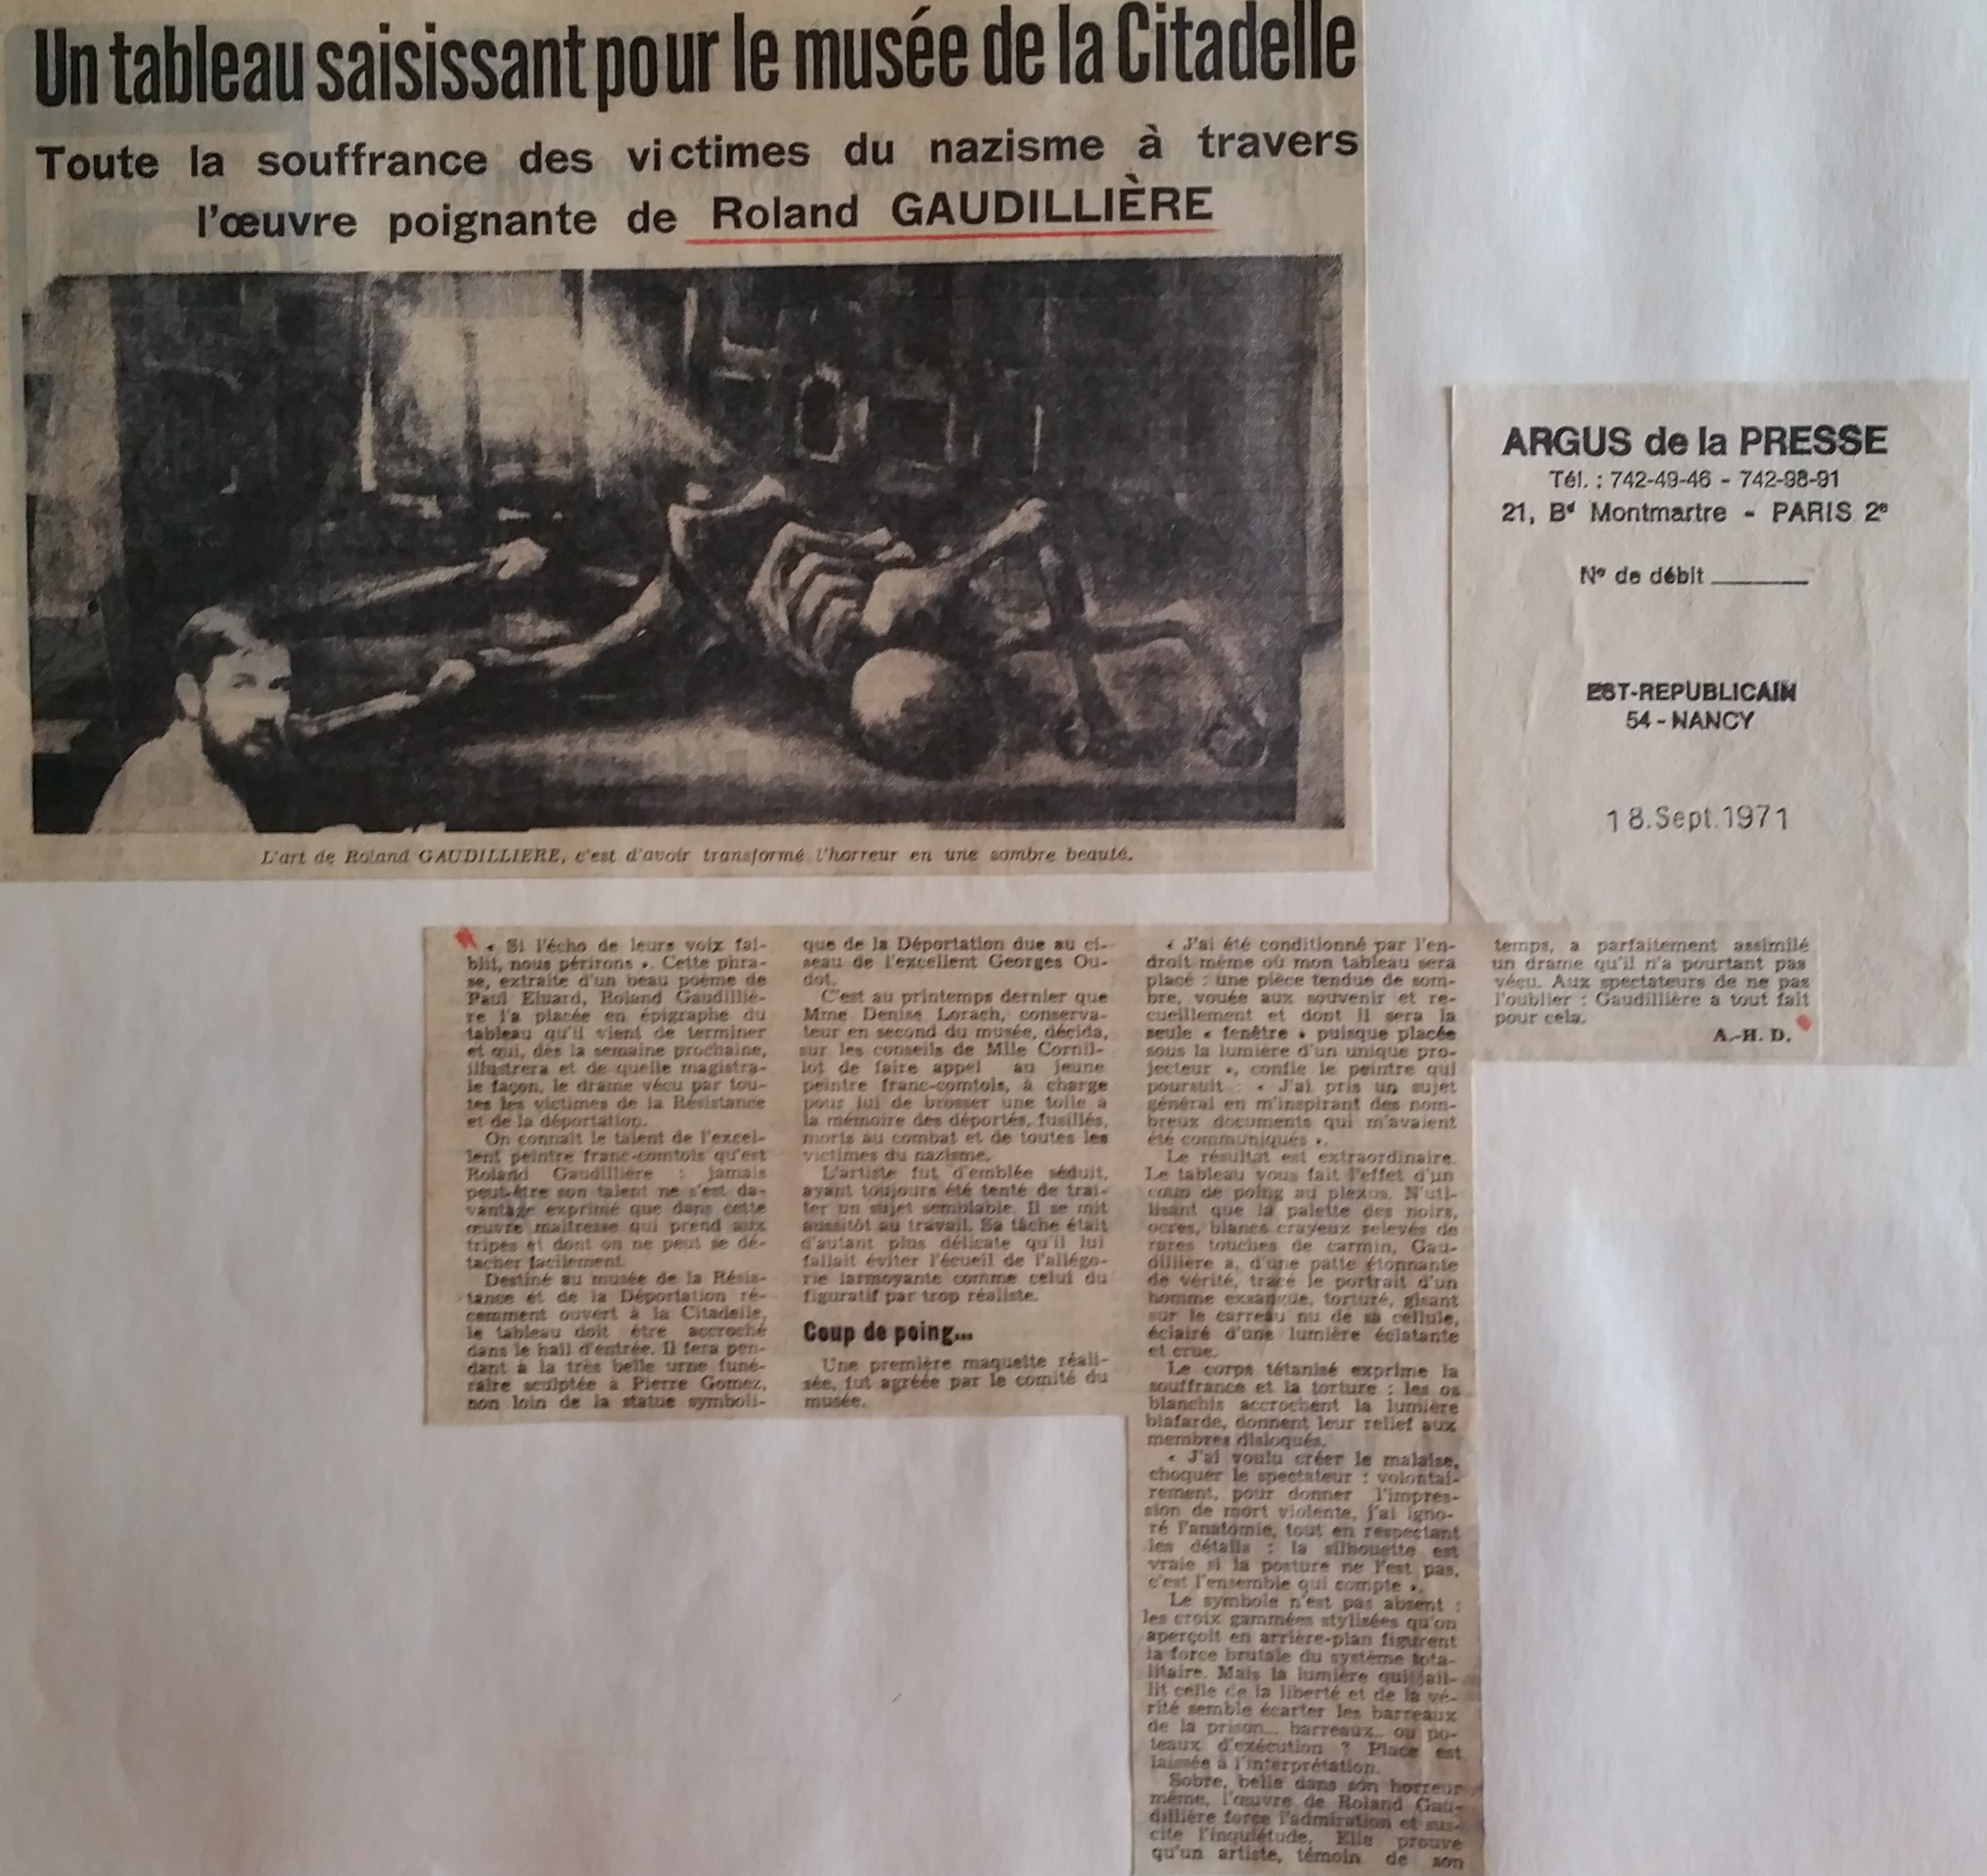 Un tableau saisissant pour le musée de la Citadelle
Toute la souffrance des victimes du nazisme à travers
l'œuvre poignante de Roland GAUDILLIÈRE
L'art de Roland GAUDILLIERE, c'est d'avoir transformé l'horreur en une sombre beauté.
ARGUS de la PRESSE
Tél. : 742-49-46 - 742-98-91
21, Bd Montmartre - PARIS 2e
N° de débit
EST-REPUBLICAIN
54 - NANCY
18.Sept.1971
« Si l'écho de leurs voix fai-
blit, nous périrons ». Cette phra-
se, extraite d'un beau poème de
Paul Eluard, Roland Gaudilliè-
re l'a placée en épigraphe du
tableau qu'il vient de terminer
et qui, dès la semaine prochaine,
illustrera et de quelle magistra-
le façon, le drame vécu par tou-
tes les victimes de la Résistance
et de la déportation.
On connaît le talent de l'excel-
lent peintre franc-comtois qu'est
Roland Gaudillière : jamais
peut-être son talent ne s'est da-
vantage exprimé que dans cette
œuvre maîtresse qui prend aux
tripes et dont on ne peut se dé-
tacher facilement.
Destiné au musée de la Résis-
tance et de la Déportation ré-
cemment ouvert à la Citadelle,
le tableau doit être accroché
dans le hall d'entrée. Il fera pen-
dant à la très belle urne funé-
raire sculptée à Pierre Gomez,
non loin de la statue symboli-
que de la Déportation due au ci-
seau de l'excellent Georges Ou-
dot.
C'est au printemps dernier que
Mme Denise Lorach, conserva-
teur en second du musée, décida,
sur les conseils de Mlle Cornil-
lot de faire appel au jeune
peintre franc-comtois, à charge
pour lui de brosser une toile à
la mémoire des déportés, fusillés,
morts au combat et de toutes les
victimes du nazisme.
L'artiste fut d'emblée séduit,
ayant toujours été tenté de trai-
ter un sujet semblable. Il se mit
aussitôt au travail. Sa tâche était
d'autant plus délicate qu'il lui
fallait éviter l'écueil de l'allégo-
rie larmoyante comme celui du
figuratif par trop réaliste.
Coup de poing...
Une première maquette réali-
sée, fut agréée par le comité du
musée.
« J'ai été conditionné par l'en-
droit même où mon tableau sera
placé : une pièce tendue de som-
bre, vouée aux souvenir et re-
cueillement et dont il sera la
seule « fenêtre » puisque placée
sous la lumière d'un unique pro-
jecteur », confie le peintre qui
poursuit : « J'ai pris un sujet
général en m'inspirant des nom-
breux documents qui m'avaient
été communiqués ».
Le résultat est extraordinaire.
Le tableau vous fait l'effet d'un
coup de poing au plexus. N'uti-
lisant que la palette des noirs,
ocres, blancs crayeux relevés de
rares touches de carmin, Gau-
dillière a, d'une patte étonnante
de vérité, tracé le portrait d'un
homme exsangue, torturé, gisant
sur le carreau nu de sa cellule,
éclairé d'une lumière éclatante
et crue.
Le corps tétanisé exprime la
souffrance et la torture : les os
blanchis accrochent la lumière
blafarde, donnent leur relief aux
membres disloqués.
« J'ai voulu créer le malaise,
choquer le spectateur : volontai-
rement, pour donner l'impres-
sion de mort violente, j'ai igno-
ré l'anatomie, tout en respectant
les détails : la silhouette est
vraie si la posture ne l'est pas,
c'est l'ensemble qui compte ».
Le symbole n'est pas absent :
les croix gammées stylisées qu'on
aperçoit en arrière-plan figurent
la force brutale du système tota-
litaire. Mais la lumière qui jail-
lit celle de la liberté et de la vé-
rité semble écarter les barreaux
de la prison... barreaux.. ou po-
teaux d'exécution ? Place est
laissée à l'interprétation.
Sobre, belle dans son horreur
même, l'œuvre de Roland Gau-
dillière force l'admiration et sus-
cite l'inquiétude. Elle prouve
qu'un artiste, témoin de son
temps, a parfaitement assimilé
un drame qu'il n'a pourtant pas
vécu. Aux spectateurs de ne pas
l'oublier : Gaudillière a tout fait
pour cela.
A.-H. D.